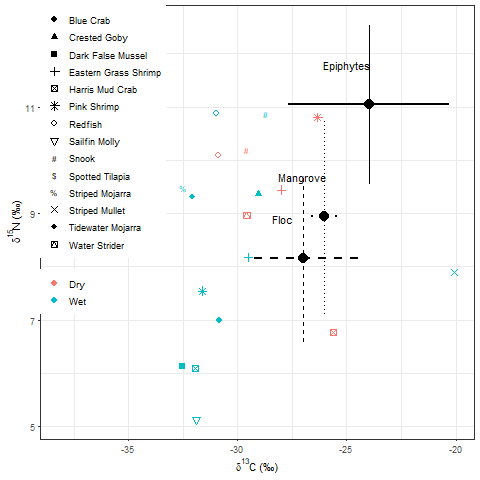 Blue Crab
Crested Goby
Dark False Mussel
Eastern Grass Shrimp
Harris Mud Crab
Pink Shrimp
Redfish
Sailfin Molly
# Snook
$ Spotted Tilapia
% Striped Mojarra
Striped Mullet
Tidewater Mojarra
Water Strider
Dry
Wet
Epiphytes
Mangrove
Floc
#
#
%
11
9
7
5
δ¹⁵N (‰)
-35
-30
-25
-20
δ¹³C (‰)